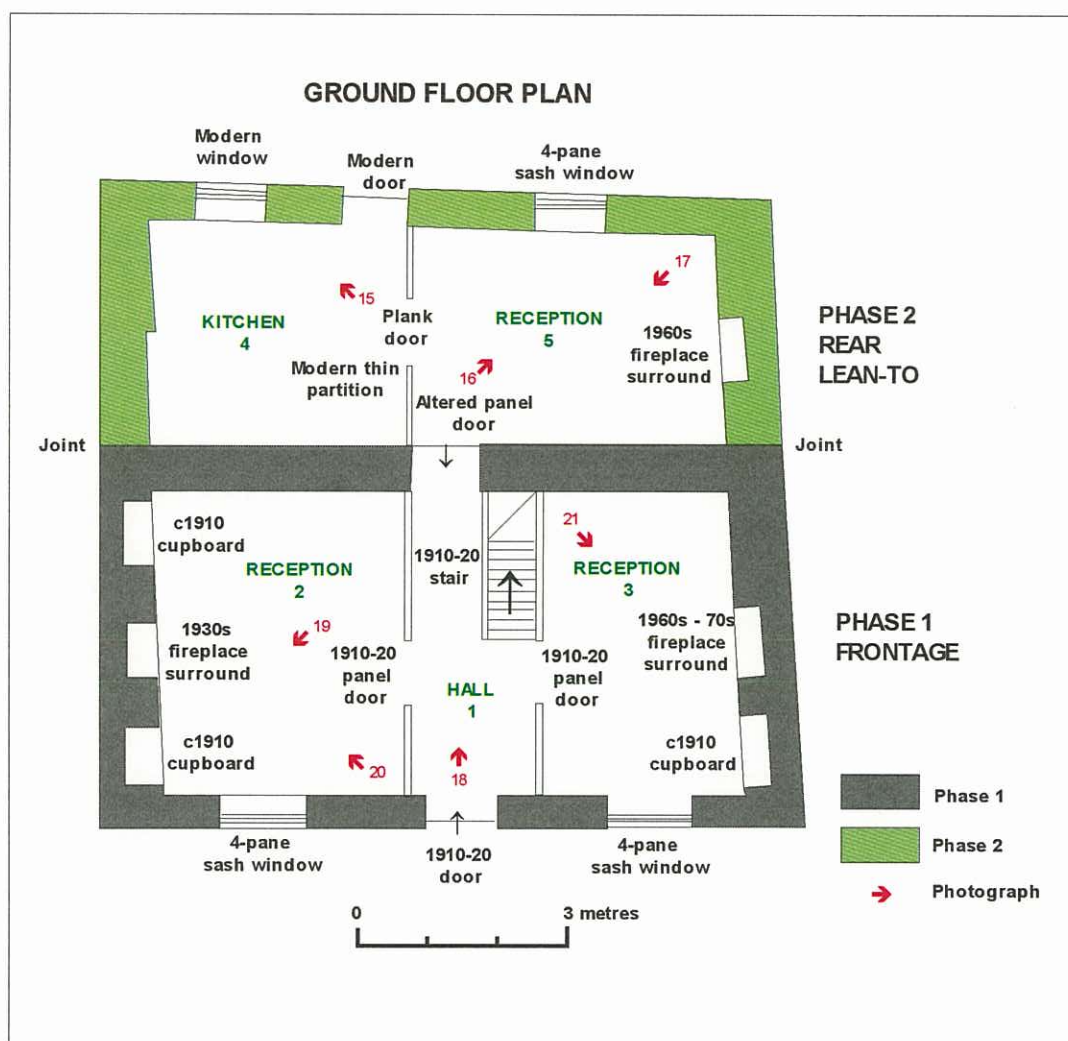 GROUND FLOOR PLAN
Modern
window
Modern
door
4-pane
sash window
17
15
KITCHEN
4
Plank
door
RECEPTION
5
1960s
fireplace
surround
PHASE 2
REAR
LEAN-TO
Modern thin
partition
16
Altered panel
door
Joint
Joint
c1910
cupboard
21
1910-20
stair
RECEPTION
2
RECEPTION
3
1930s
fireplace
surround
19
1910-20
panel
door
1910-20
panel
door
1960s - 70s
fireplace
surround
PHASE 1
FRONTAGE
HALL
1
c1910
cupboard
20
18
c1910
cupboard
4-pane
sash window
1910-20
door
4-pane
sash window
Phase 1
Phase 2
Photograph
0
3 metres